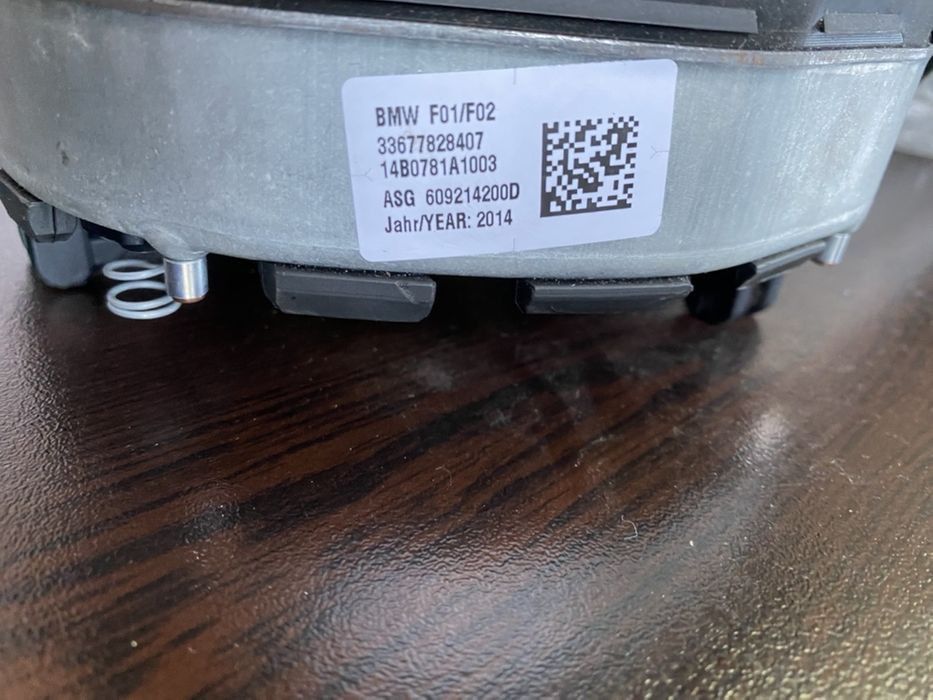 BMW F01/F02
33677828407
14B0781A1003
ASG 609214200D
Jahr/YEAR: 2014